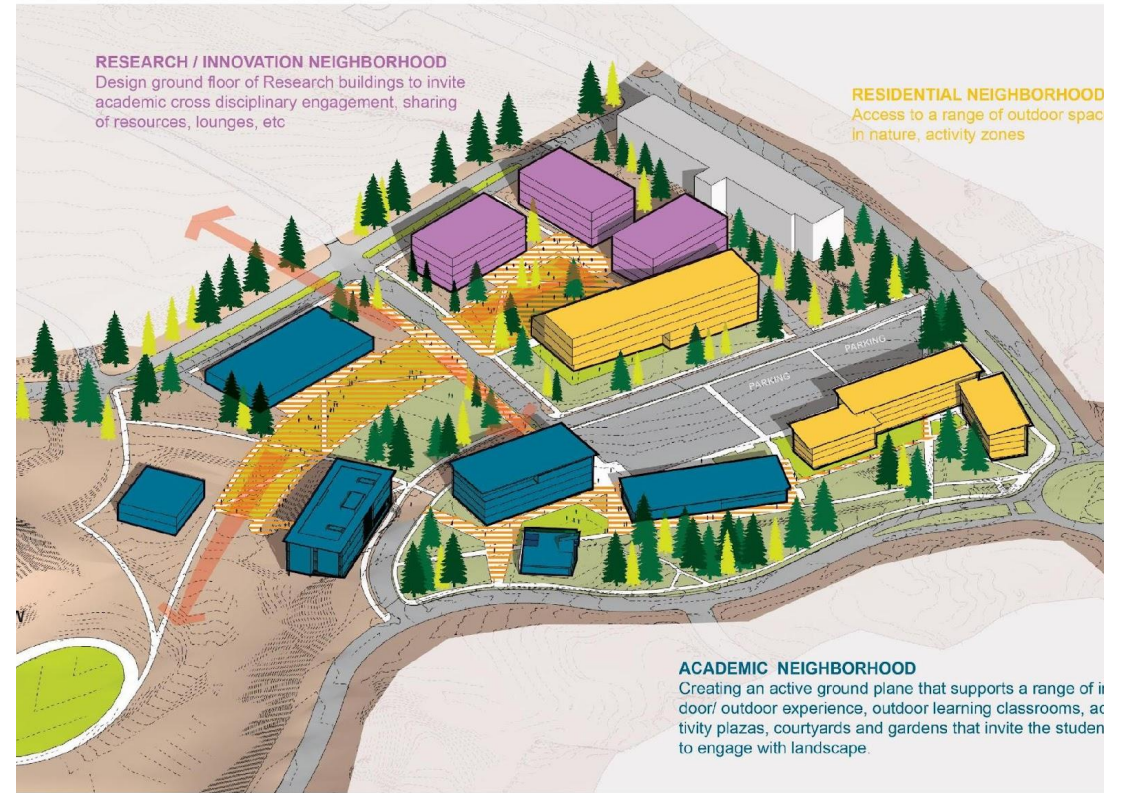 RESEARCH / INNOVATION NEIGHBORHOOD
Design ground floor of Research buildings to invite
academic cross disciplinary engagement, sharing
of resources, lounges, etc
RESIDENTIAL NEIGHBORHOOD
Access to a range of outdoor spac
in nature, activity zones
PARKING
PARKING
ACADEMIC NEIGHBORHOOD
Creating an active ground plane that supports a range of i
door/ outdoor experience, outdoor learning classrooms, ac
tivity plazas, courtyards and gardens that invite the studen
to engage with landscape.